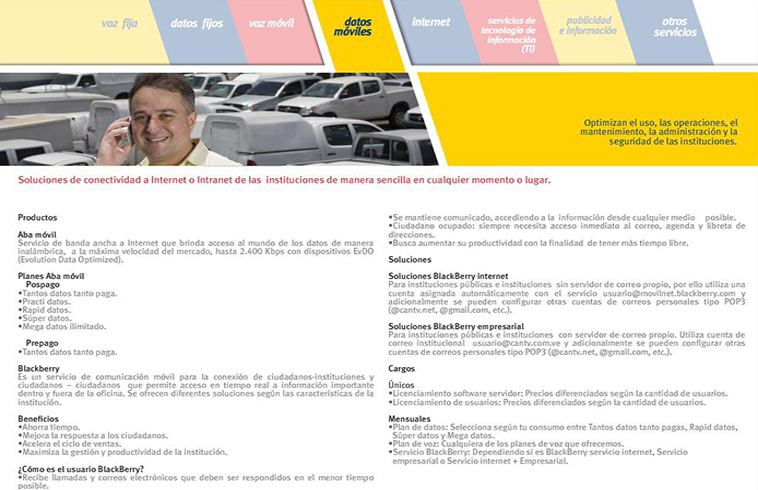 voz fija
datos fijos
voz móvil
datos
móviles
internet
servicios de
tecnología de
información
(TI)
publicidad
e información
otros
servicios
Optimizan el uso, las operaciones, el
mantenimiento, la administración y la
seguridad de las instituciones.
Soluciones de conectividad a Internet o Intranet de las instituciones de manera sencilla en cualquier momento o lugar.
Productos
Aba móvil
Servicio de banda ancha a Internet que brinda acceso al mundo de los datos de manera
inalámbrica, a la máxima velocidad del mercado, hasta 2.400 Kbps con dispositivos EvDO
(Evolution Data Optimized).
Planes Aba móvil
Pospago
•Tantos datos tanto paga.
•Practi datos.
•Rapid datos.
•Súper datos.
•Mega datos ilimitado.
Prepago
•Tantos datos tanto paga.
Blackberry
Es un servicio de comunicación móvil para la conexión de ciudadanos-instituciones y
ciudadanos – ciudadanos que permite acceso en tiempo real a información importante
dentro y fuera de la oficina. Se ofrecen diferentes soluciones según las características de la
institución.
Beneficios
•Ahorra tiempo.
•Mejora la respuesta a los ciudadanos.
•Acelera el ciclo de ventas.
•Maximiza la gestión y productividad de la institución.
¿Cómo es el usuario BlackBerry?
•Recibe llamadas y correos electrónicos que deben ser respondidos en el menor tiempo
posible.
•Se mantiene comunicado, accediendo a la información desde cualquier medio posible.
•Ciudadano ocupado: siempre necesita acceso inmediato al correo, agenda y libreta de
direcciones.
•Busca aumentar su productividad con la finalidad de tener más tiempo libre.
Soluciones
Soluciones BlackBerry internet
Para instituciones públicas e instituciones sin servidor de correo propio, por ello utiliza una
cuenta asignada automáticamente con el servicio usuario@movilnet.blackberry.com y
adicionalmente se pueden configurar otras cuentas de correos personales tipo POP3
(@cantv.net, @gmail.com, etc.).
Soluciones BlackBerry empresarial
Para instituciones públicas e instituciones con servidor de correo propio. Utiliza cuenta de
correo institucional usuario@cantv.com.ve y adicionalmente se pueden configurar otras
cuentas de correos personales tipo POP3 (@cantv.net, @gmail.com, etc.).
Cargos
Únicos
•Licenciamiento software servidor: Precios diferenciados según la cantidad de usuarios.
•Licenciamiento de usuarios: Precios diferenciados según la cantidad de usuarios.
Mensuales
•Plan de datos: Selecciona según tu consumo entre Tantos datos tanto pagas, Rapid datos,
Súper datos y Mega datos.
•Plan de voz: Cualquiera de los planes de voz que ofrecemos.
•Servicio BlackBerry: Dependiendo si es BlackBerry servicio internet, Servicio
empresarial o Servicio internet + Empresarial.